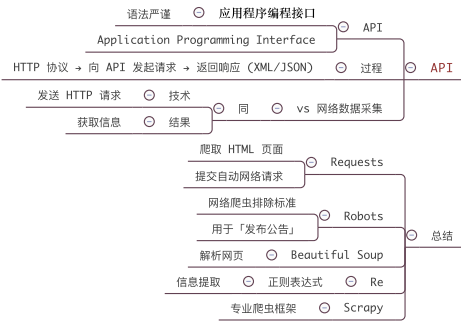 语法严谨 应用程序编程接口
Application Programming Interface
API
HTTP 协议 → 向 API 发起请求 → 返回响应 (XML/JSON) 过程 API
发送 HTTP 请求 技术
同 vs 网络数据采集
获取信息 结果
爬取 HTML 页面
Requests
提交自动网络请求
网络爬虫排除标准
Robots
用于「发布公告」
总结
解析网页 Beautiful Soup
信息提取 正则表达式 Re
专业爬虫框架 Scrapy